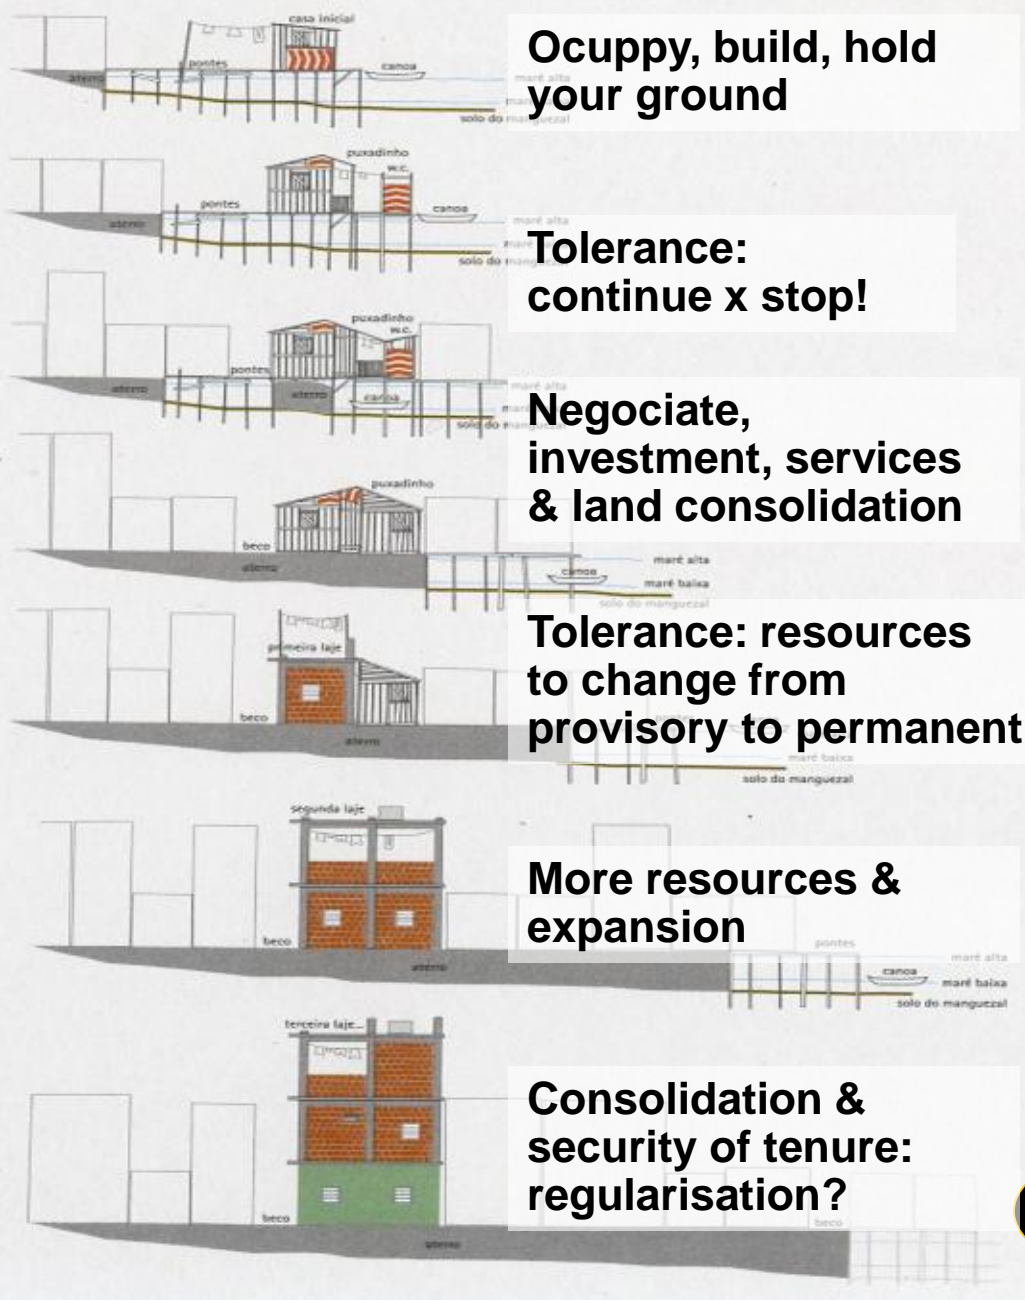 casa inicial
pontes
canoa
aterro
maré alta
solo do manguezal
Ocuppy, build, hold
your ground
puxadinho
w.c.
pontes
canoa
aterro
maré alta
solo do manguezal
Tolerance:
continue x stop!
puxadinho
w.c.
pontes
aterro
aterro
canoa
maré alta
solo do manguezal
Negociate,
investment, services
& land consolidation
puxadinho
beco
aterro
canoa
maré alta
maré baixa
solo do manguezal
Tolerance: resources
to change from
provisory to permanent
primeira laje
beco
aterro
maré baixa
solo do manguezal
segunda laje
More resources &
expansion
beco
aterro
pontes
maré alta
canoa
maré baixa
solo do manguezal
terceira laje...
Consolidation &
security of tenure:
regularisation?
beco
beco
aterro